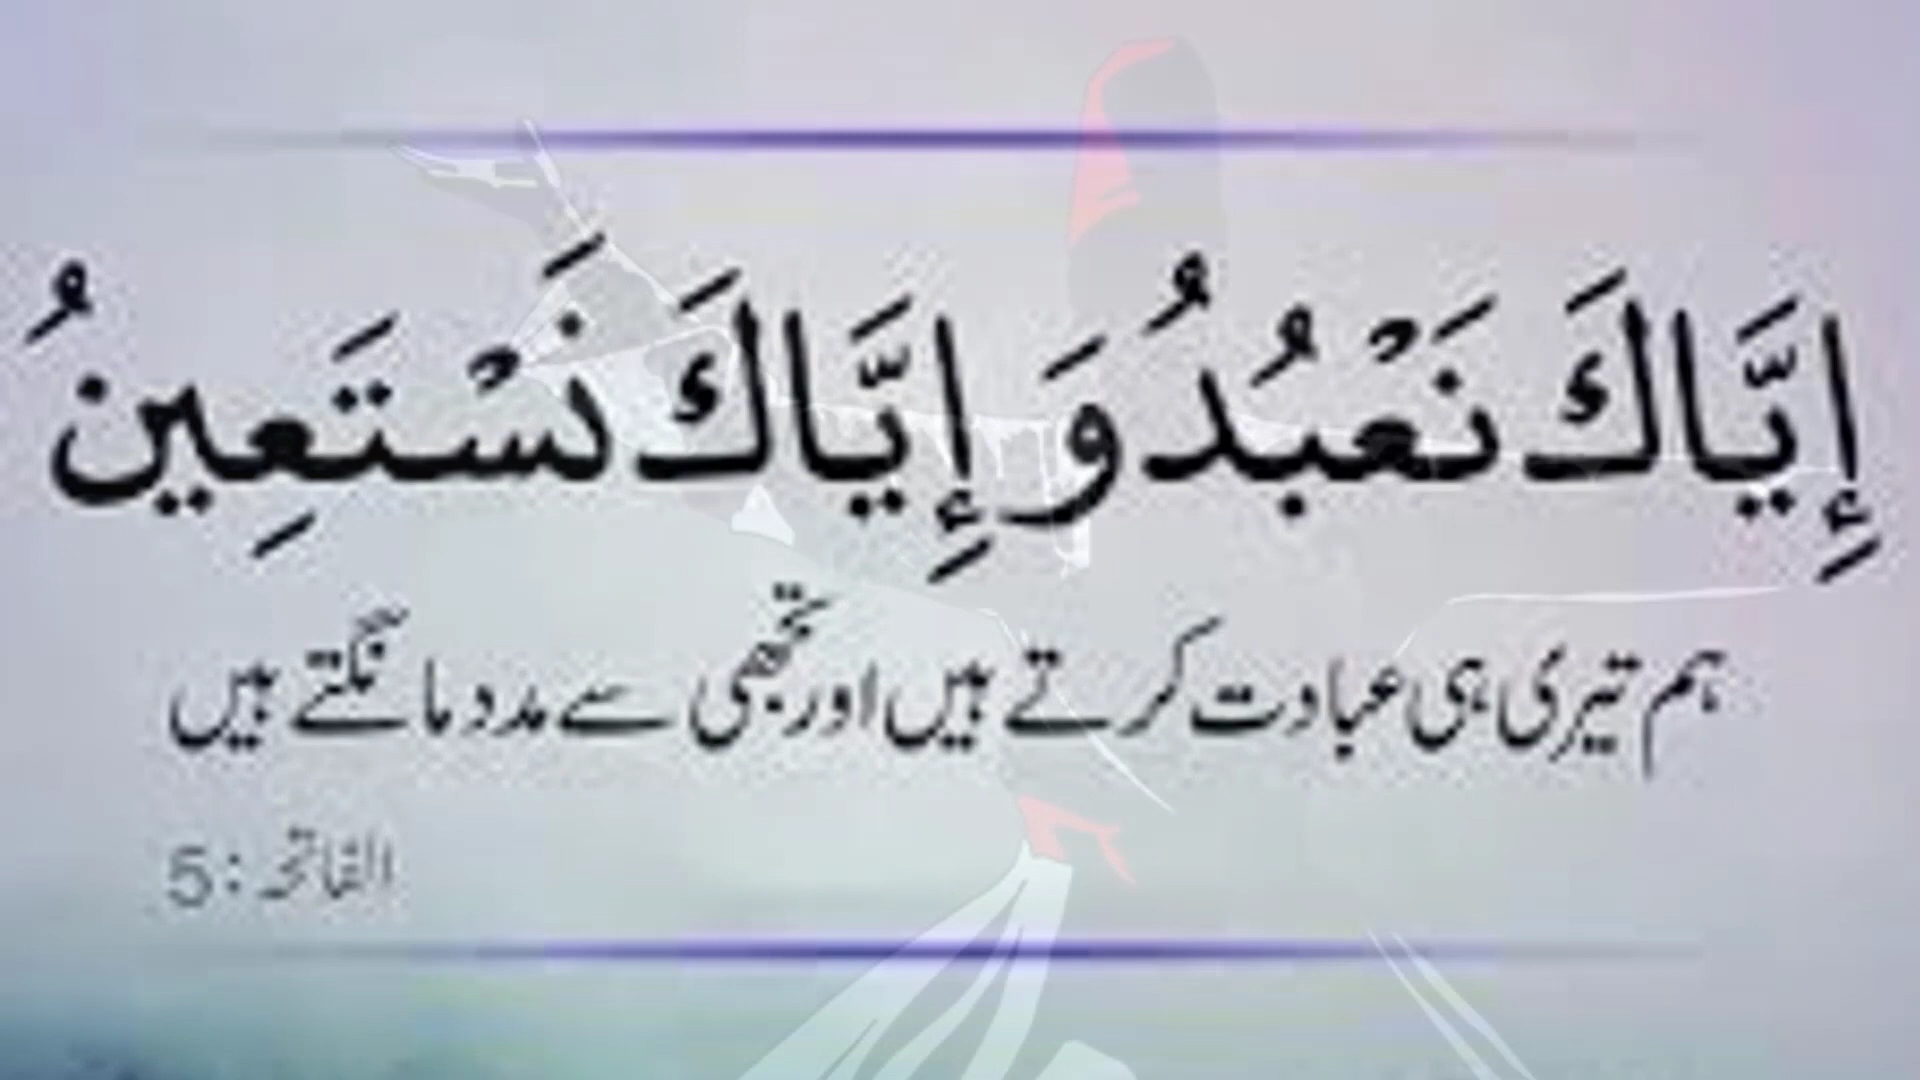 إِيَّاكَ نَعْبُدُ وَ إِيَّاكَ نَسْتَعِينُ
ہم تیری ہی عبادت کرتے ہیں اور تجھی سے مدد مانگتے ہیں
الفاتحہ : 5